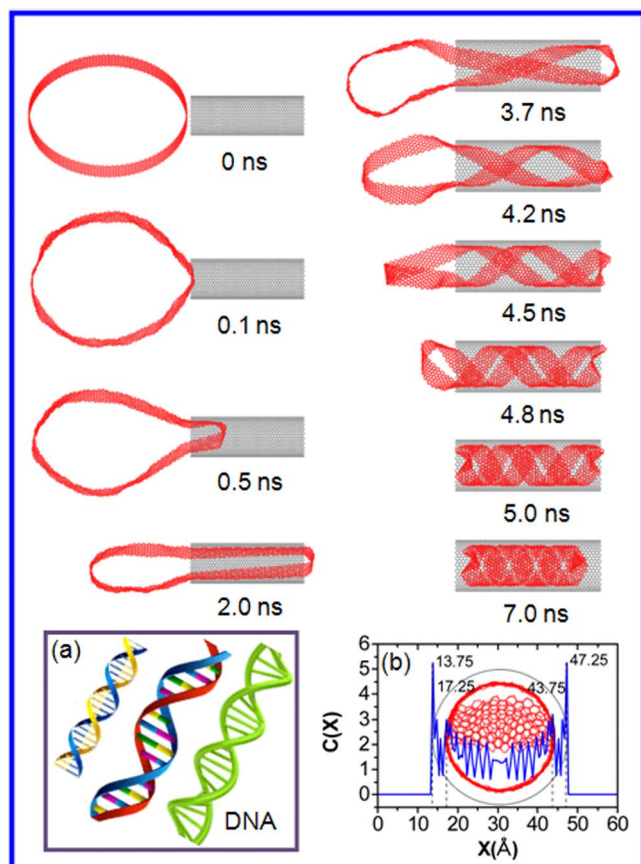 0 ns
0.1 ns
0.5 ns
2.0 ns
3.7 ns
4.2 ns
4.5 ns
4.8 ns
5.0 ns
7.0 ns
(a)
DNA
(b)
13.75
47.25
17.25
43.75
C(X)
6
5
4
3
2
1
0
0 10 20 30 40 50 60
X(Å)